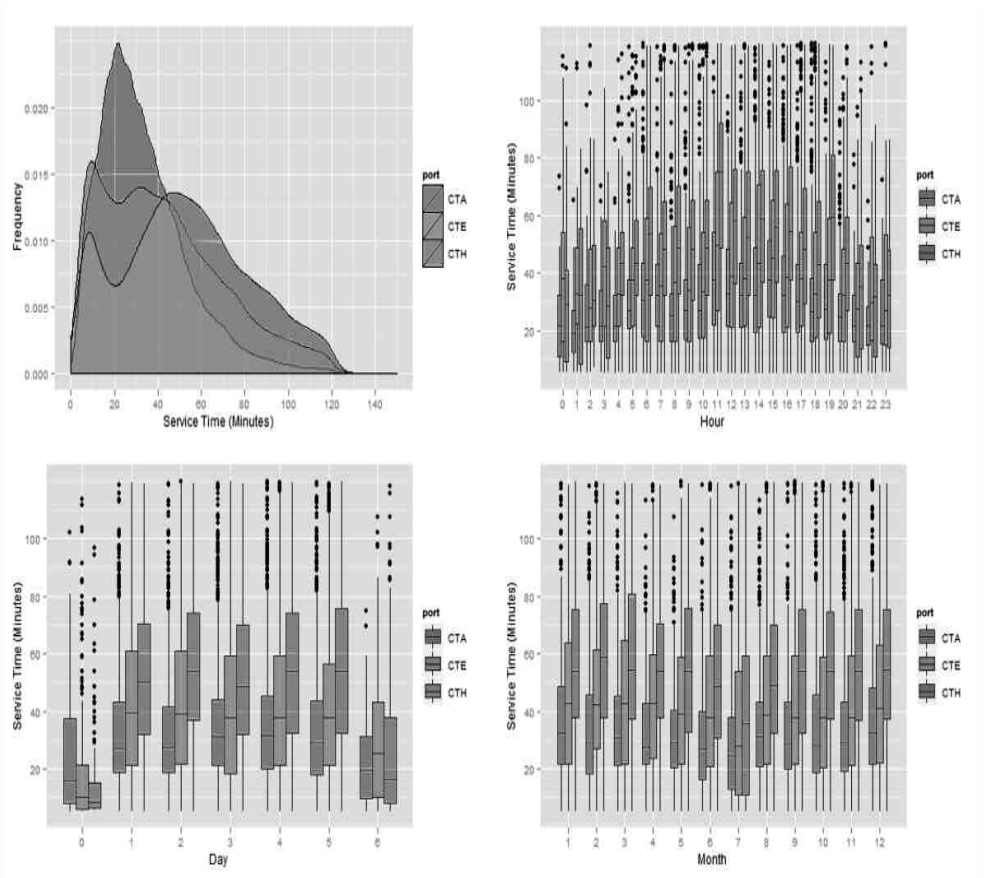 Frequency
0.020
0.015
0.010
0.005
0.000
0 20 40 60 80 100 120 140
Service Time (Minutes)
port
CTA
CTE
CTH
Service Time (Minutes)
100
80
60
40
20
0 1 2 3 4 5 6 7 8 9 10 11 12 13 14 15 16 17 18 19 20 21 22 23
Hour
port
CTA
CTE
CTH
Service Time (Minutes)
100
80
60
40
20
0 1 2 3 4 5 6
Day
port
CTA
CTE
CTH
Service Time (Minutes)
100
80
60
40
20
1 2 3 4 5 6 7 8 9 10 11 12
Month
port
CTA
CTE
CTH